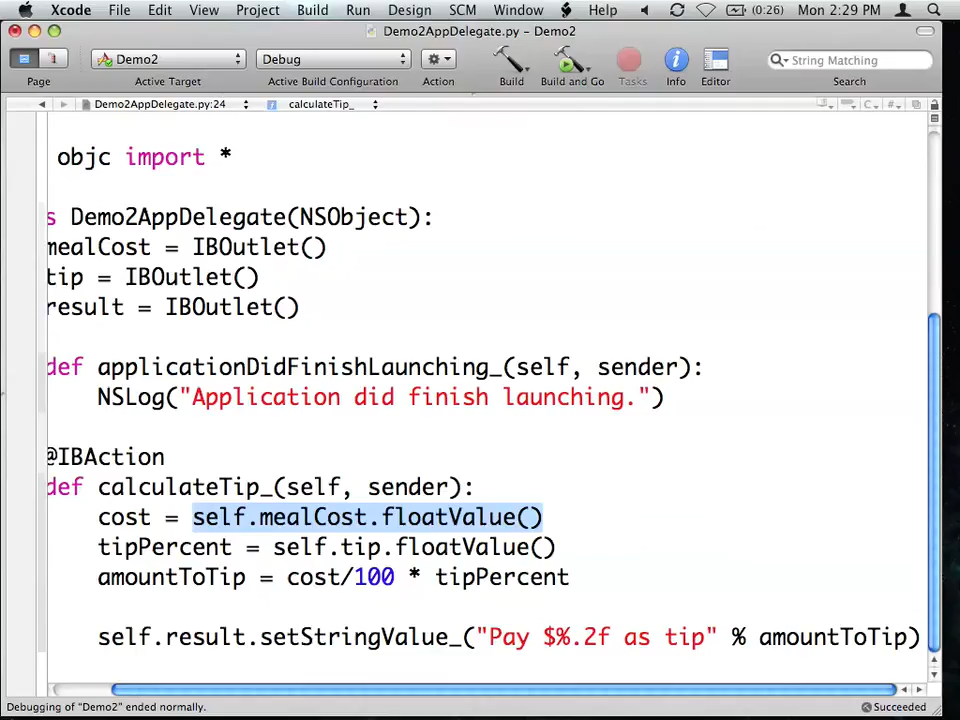 Xcode File Edit View Project Build Run Design SCM Window Help (0:26) Mon 2:29 PM
Demo2AppDelegate.py - Demo2
Demo2 Debug String Matching
Page Active Target Active Build Configuration Action Build Build and Go Tasks Info Editor Search
Demo2AppDelegate.py:24 calculateTip_ C #
objc import *
s Demo2AppDelegate(NSObject):
mealCost = IBOutlet()
tip = IBOutlet()
result = IBOutlet()
def applicationDidFinishLaunching_(self, sender):
NSLog("Application did finish launching.")
@IBAction
def calculateTip_(self, sender):
cost = self.mealCost.floatValue()
tipPercent = self.tip.floatValue()
amountToTip = cost/100 * tipPercent
self.result.setStringValue_("Pay $%.2f as tip" % amountToTip)
Debugging of "Demo2" ended normally. Succeeded